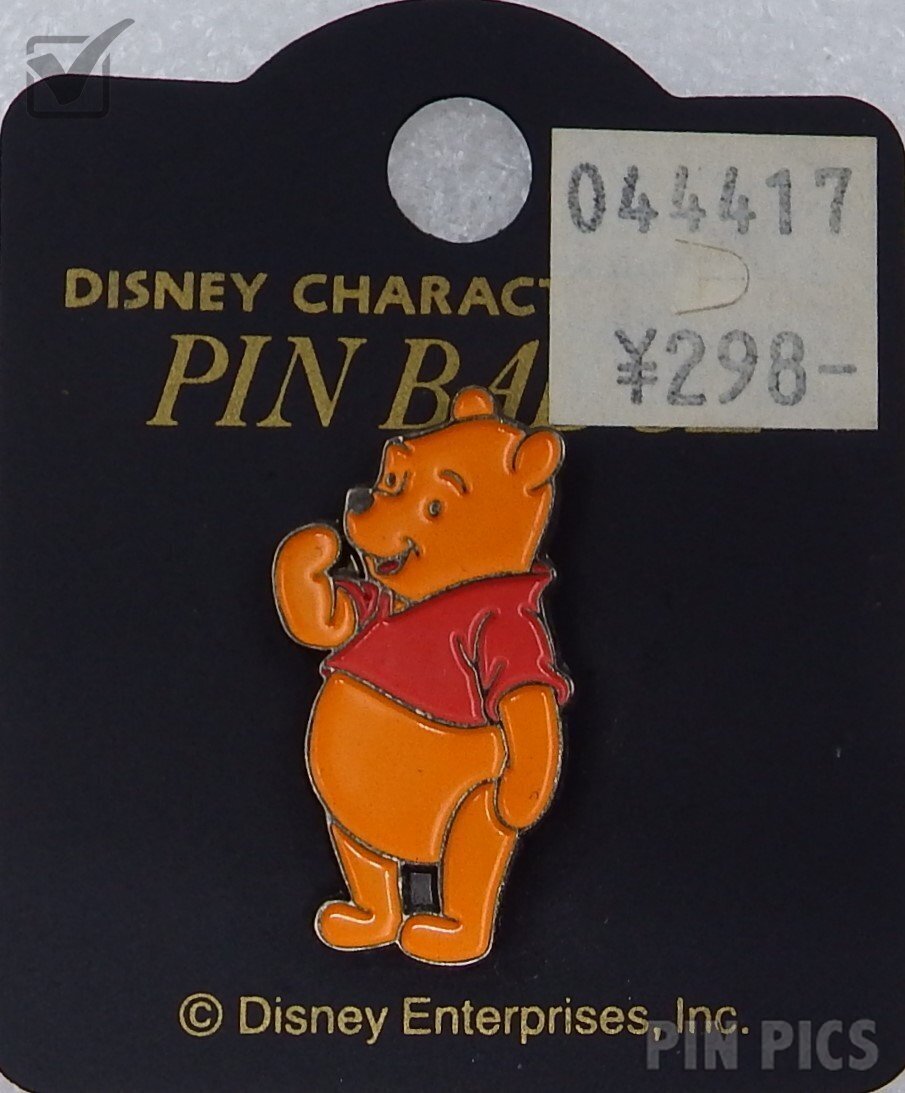 044417
¥298-
DISNEY CHARACT
PIN BA
© Disney Enterprises, Inc.
PIN PICS